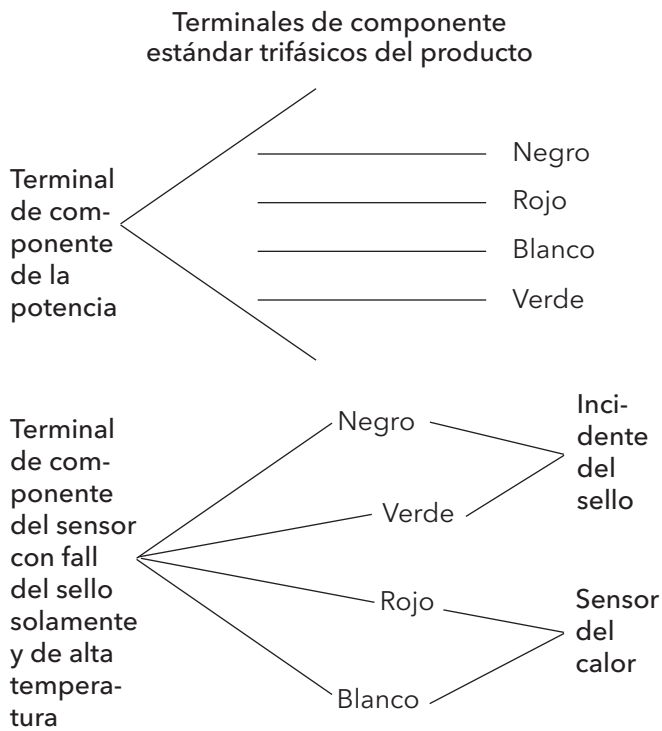 Terminales de componente
estándar trifásicos del producto
Terminal
de com-
ponente
de la
potencia
Negro
Rojo
Blanco
Verde
Terminal
de com-
ponente
del sensor
con fall
del sello
solamente
y de alta
tempera-
tura
Negro
Verde
Rojo
Blanco
Inci-
dente
del
sello
Sensor
del
calor